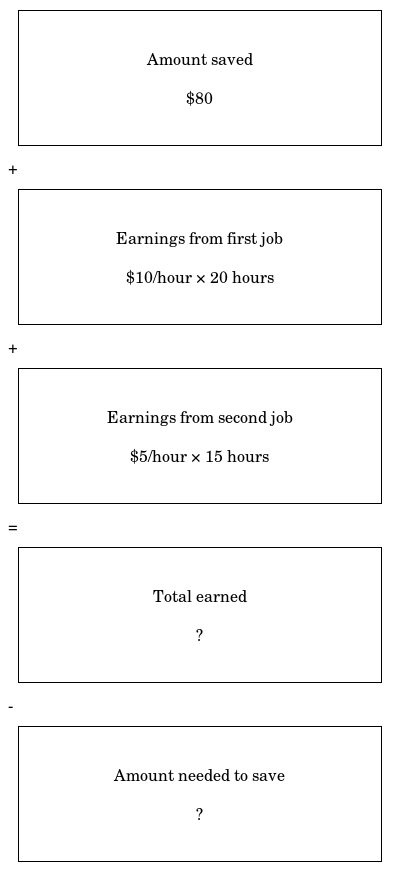 Amount saved
$80
+
Earnings from first job
$10/hour × 20 hours
+
Earnings from second job
$5/hour × 15 hours
=
Total earned
?
-
Amount needed to save
?